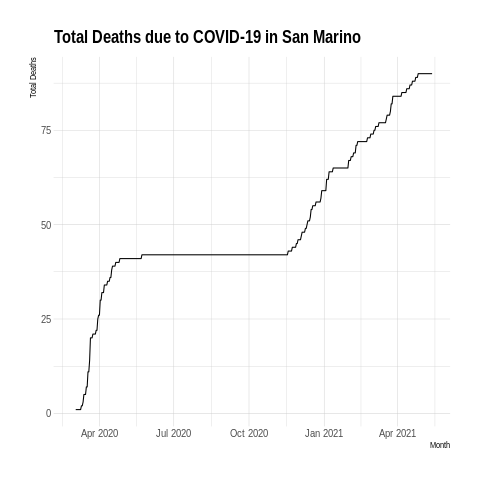 Total Deaths due to COVID-19 in San Marino
Total Deaths
75
50
25
0
Apr 2020 Jul 2020 Oct 2020 Jan 2021 Apr 2021
Month